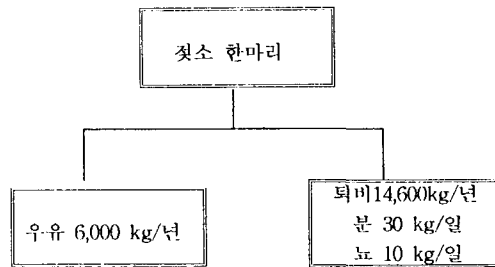 젖소 한마리
우유 6,000 kg/년
퇴비14,600kg/년
분 30 kg/일
뇨 10 kg/일